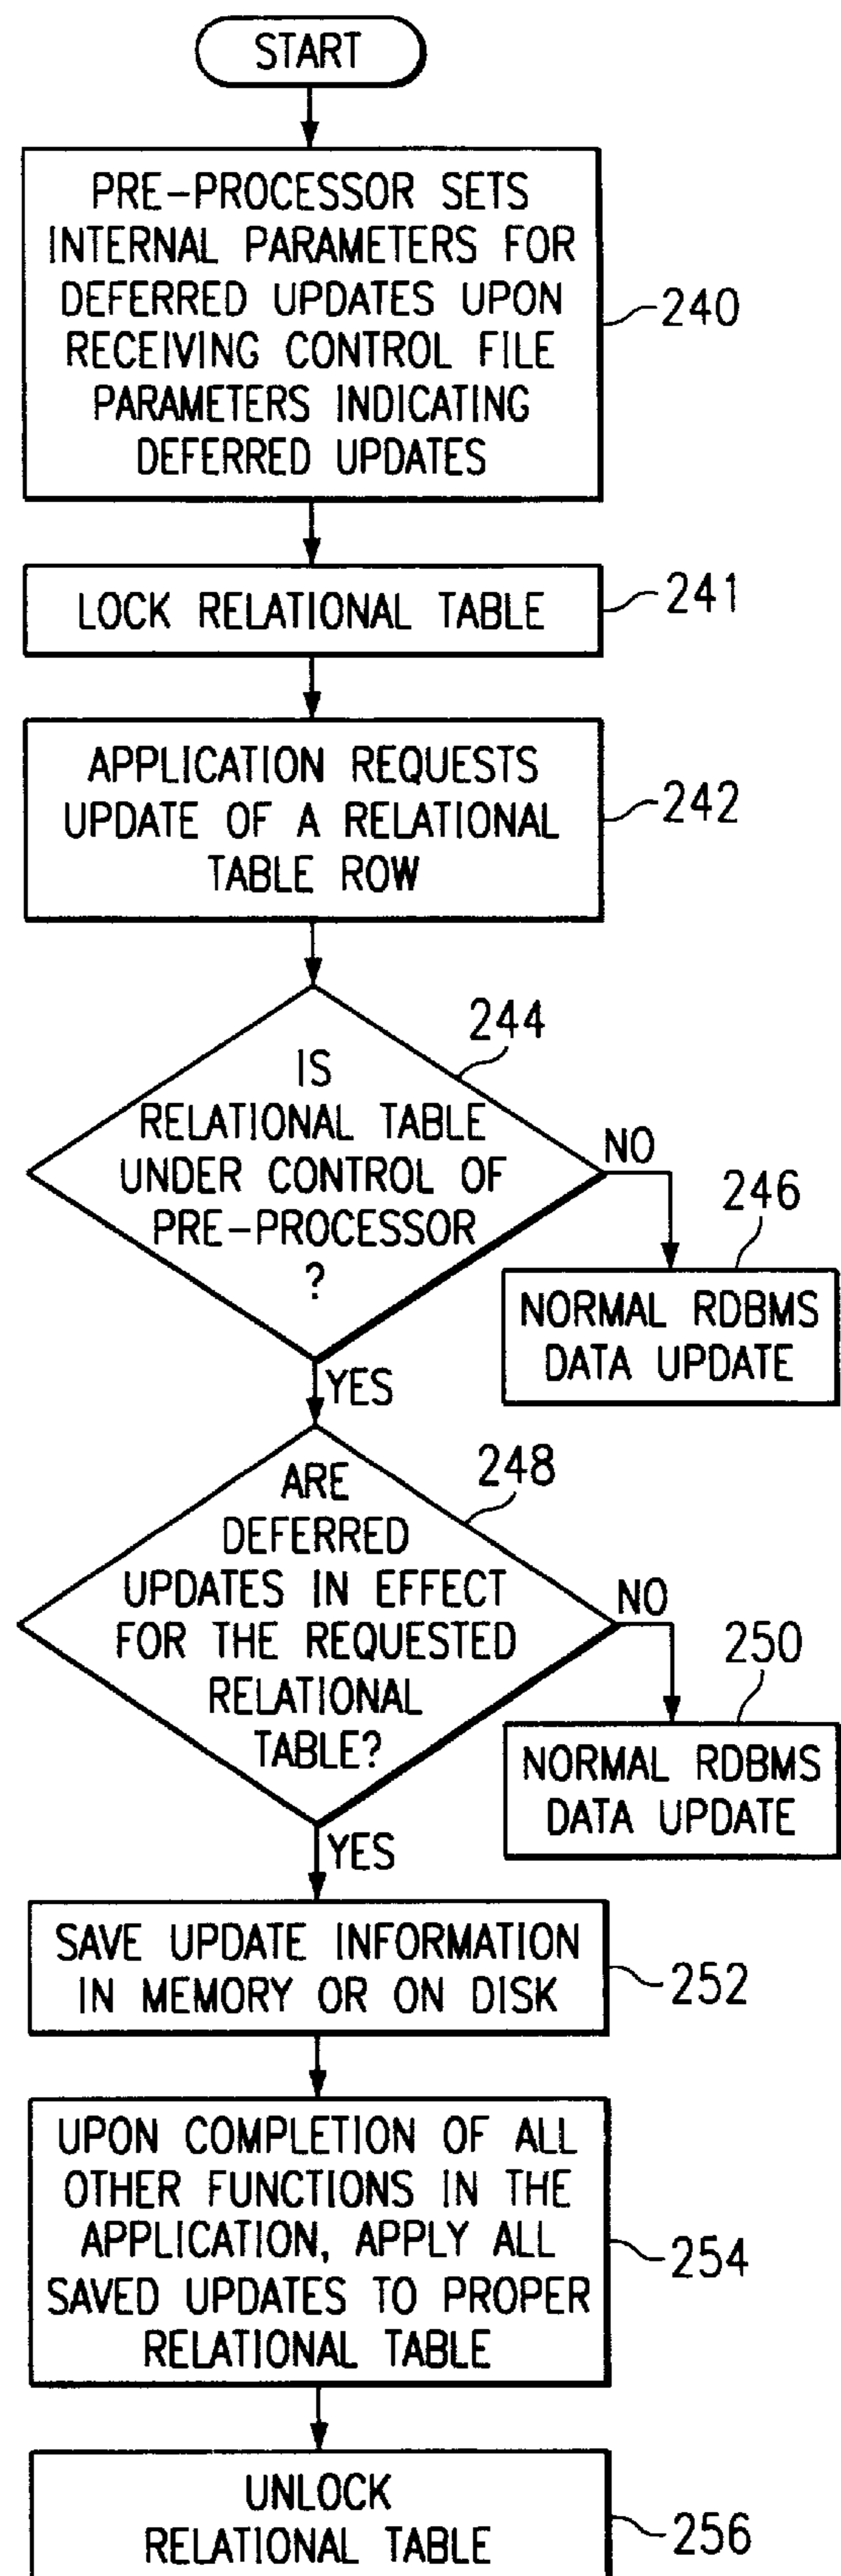 START
PRE-PROCESSOR SETS
INTERNAL PARAMETERS FOR
DEFERRED UPDATES UPON
RECEIVING CONTROL FILE
PARAMETERS INDICATING
DEFERRED UPDATES
240
LOCK RELATIONAL TABLE
241
APPLICATION REQUESTS
UPDATE OF A RELATIONAL
TABLE ROW
242
244
IS
RELATIONAL TABLE
UNDER CONTROL OF
PRE-PROCESSOR
?
NO
246
NORMAL RDBMS
DATA UPDATE
YES
248
ARE
DEFERRED
UPDATES IN EFFECT
FOR THE REQUESTED
RELATIONAL
TABLE?
NO
250
NORMAL RDBMS
DATA UPDATE
YES
SAVE UPDATE INFORMATION
IN MEMORY OR ON DISK
252
UPON COMPLETION OF ALL
OTHER FUNCTIONS IN THE
APPLICATION, APPLY ALL
SAVED UPDATES TO PROPER
RELATIONAL TABLE
254
UNLOCK
RELATIONAL TABLE
256